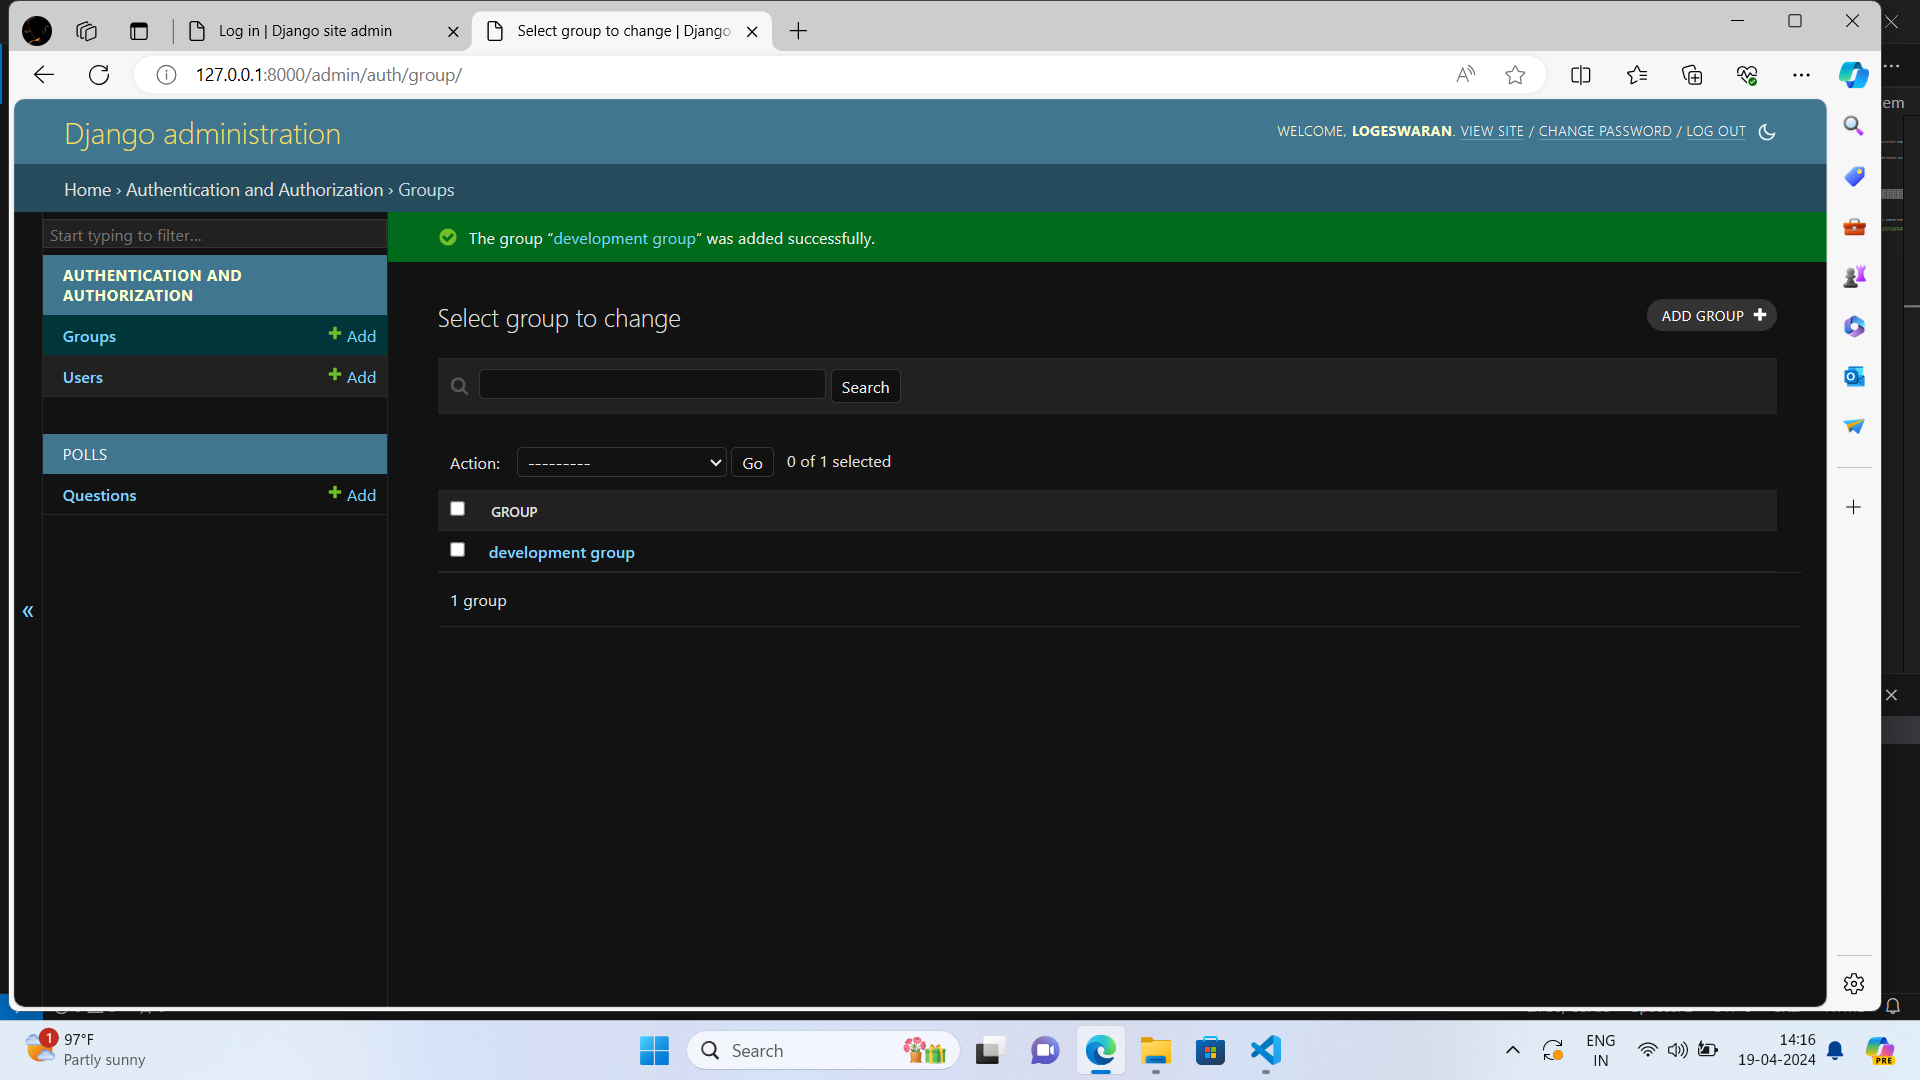 Log in | Django site admin
Select group to change | Django
127.0.0.1:8000/admin/auth/group/
Django administration
WELCOME, LOGESWARAN. VIEW SITE / CHANGE PASSWORD / LOG OUT
Home › Authentication and Authorization › Groups
Start typing to filter...
The group “development group” was added successfully.
AUTHENTICATION AND
AUTHORIZATION
Groups
Add
Users
Add
POLLS
Questions
Add
Select group to change
ADD GROUP
Search
Action:
---------
Go
0 of 1 selected
GROUP
development group
1 group
«
1
97°F
Partly sunny
Search
ENG
IN
14:16
19-04-2024
PRE